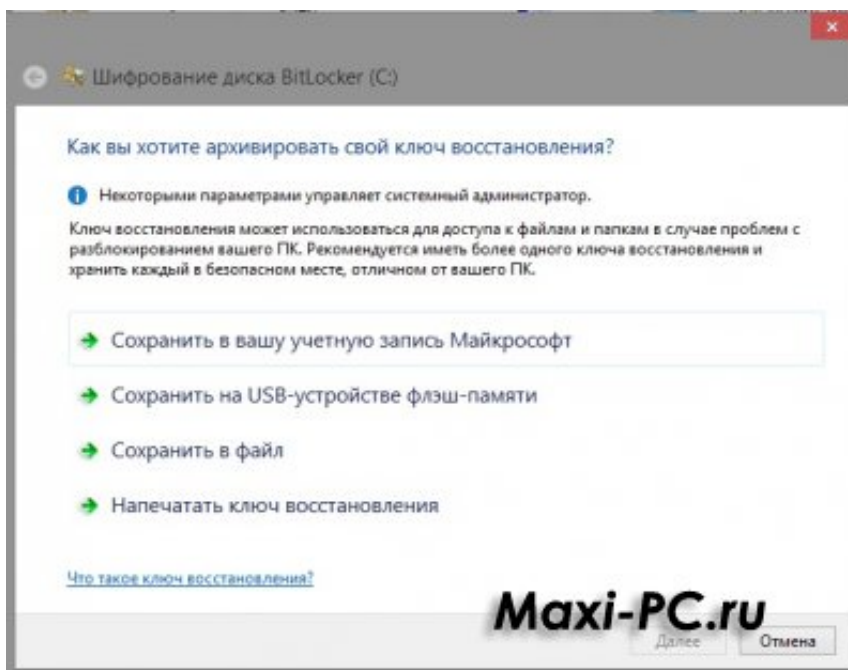 Шифрование диска BitLocker (C:)
Как вы хотите архивировать свой ключ восстановления?
Некоторыми параметрами управляет системный администратор.
Ключ восстановления может использоваться для доступа к файлам и папкам в случае проблем с
разблокированием вашего ПК. Рекомендуется иметь более одного ключа восстановления и
хранить каждый в безопасном месте, отличном от вашего ПК.
Сохранить в вашу учетную запись Майкрософт
Сохранить на USB-устройстве флэш-памяти
Сохранить в файл
Напечатать ключ восстановления
Что такое ключ восстановления?
Maxi-PC.ru
Далее
Отмена